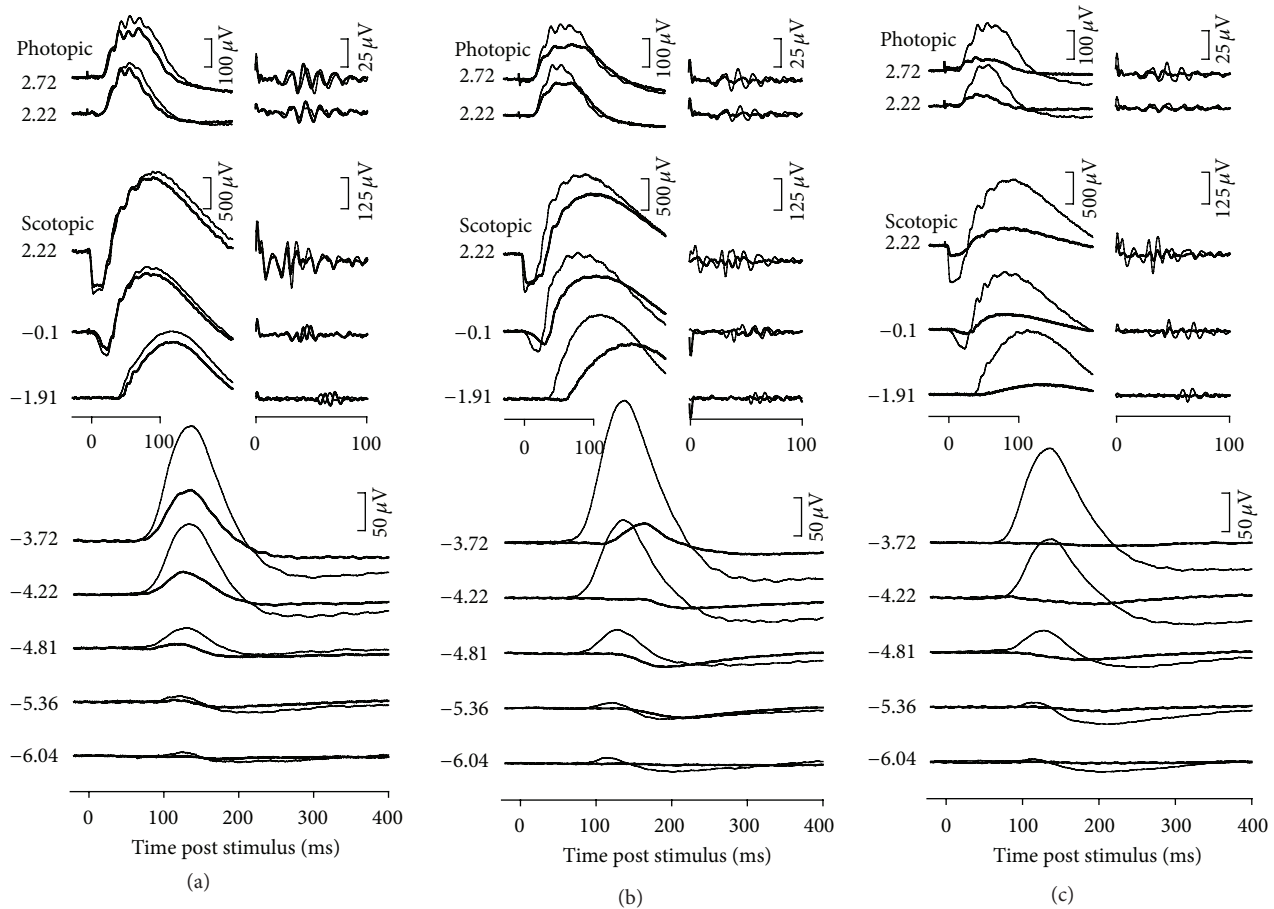 Photopic
2.72
2.22
100 μV
25 μV
Scotopic
2.22
−0.1
−1.91
500 μV
125 μV
0 100
0 100
−3.72
−4.22
−4.81
−5.36
−6.04
50 μV
0 100 200 300 400
Time post stimulus (ms)
(a)
Photopic
2.72
2.22
100 μV
25 μV
Scotopic
2.22
−0.1
−1.91
500 μV
125 μV
0 100
0 100
−3.72
−4.22
−4.81
−5.36
−6.04
50 μV
0 100 200 300 400
Time post stimulus (ms)
(b)
Photopic
2.72
2.22
100 μV
25 μV
Scotopic
2.22
−0.1
−1.91
500 μV
125 μV
0 100
0 100
−3.72
−4.22
−4.81
−5.36
−6.04
50 μV
0 100 200 300 400
Time post stimulus (ms)
(c)